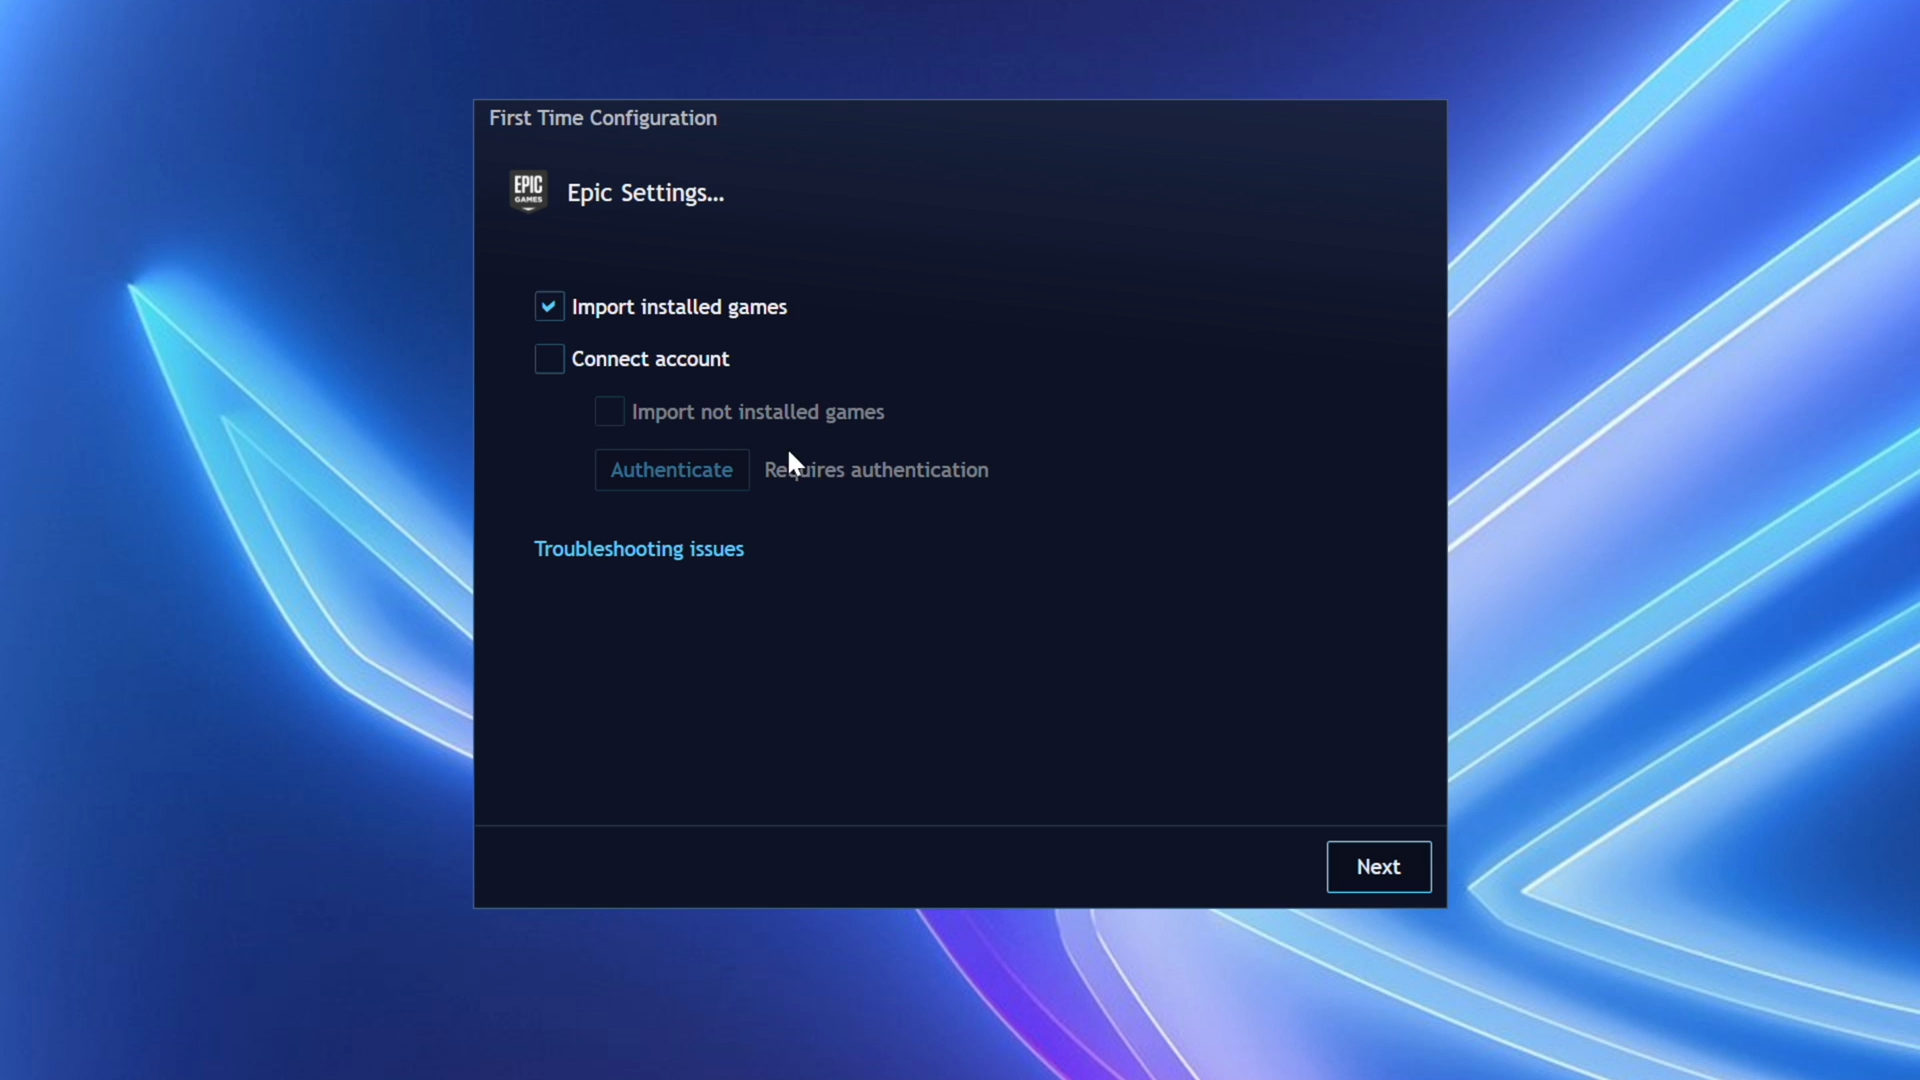 First Time Configuration
EPIC
GAMES
Epic Settings...
Import installed games
Connect account
Import not installed games
Authenticate
Requires authentication
Troubleshooting issues
Next